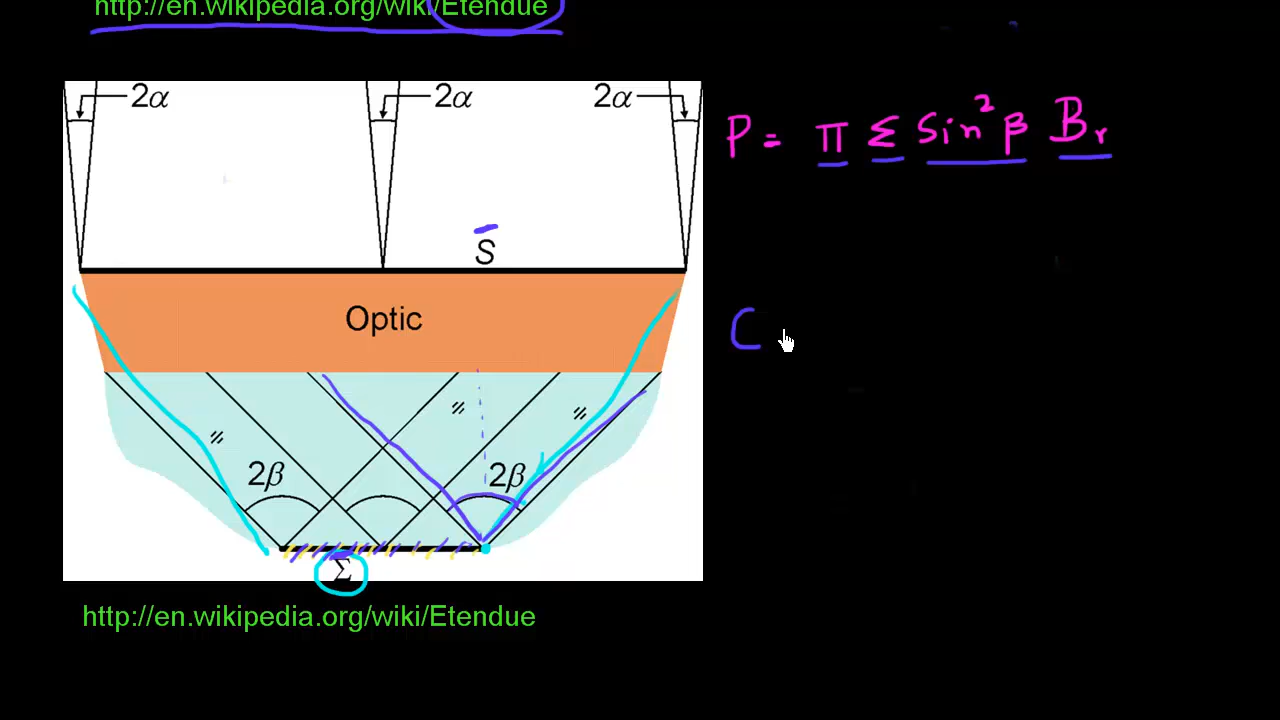 http://en.wikipedia.org/wiki/Etendue
2α 2α 2α
P = π Σ Sin² β Bᵣ
S
Optic
C
2β 2β
Σ
http://en.wikipedia.org/wiki/Etendue